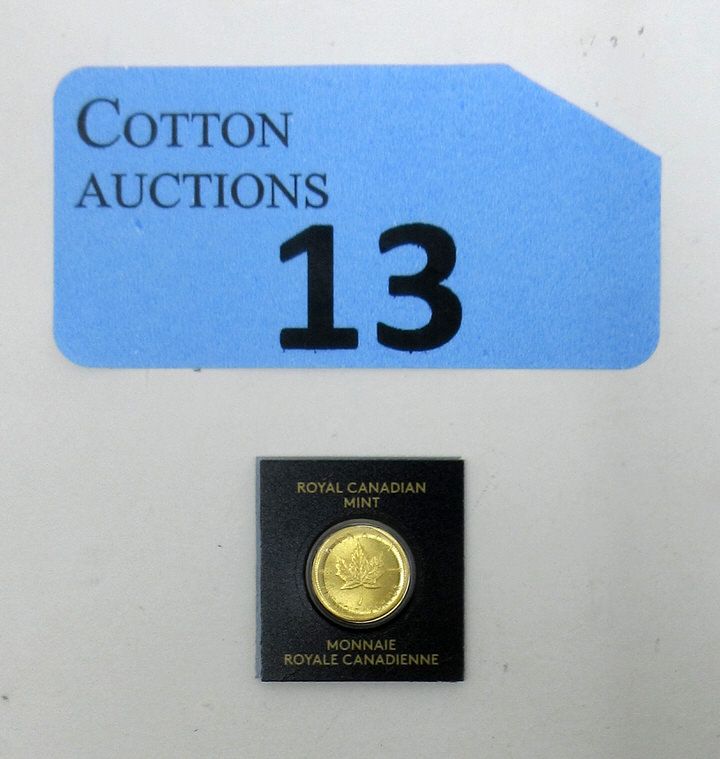 COTTON
AUCTIONS
13
ROYAL CANADIAN
MINT
MONNAIE
ROYALE CANADIENNE